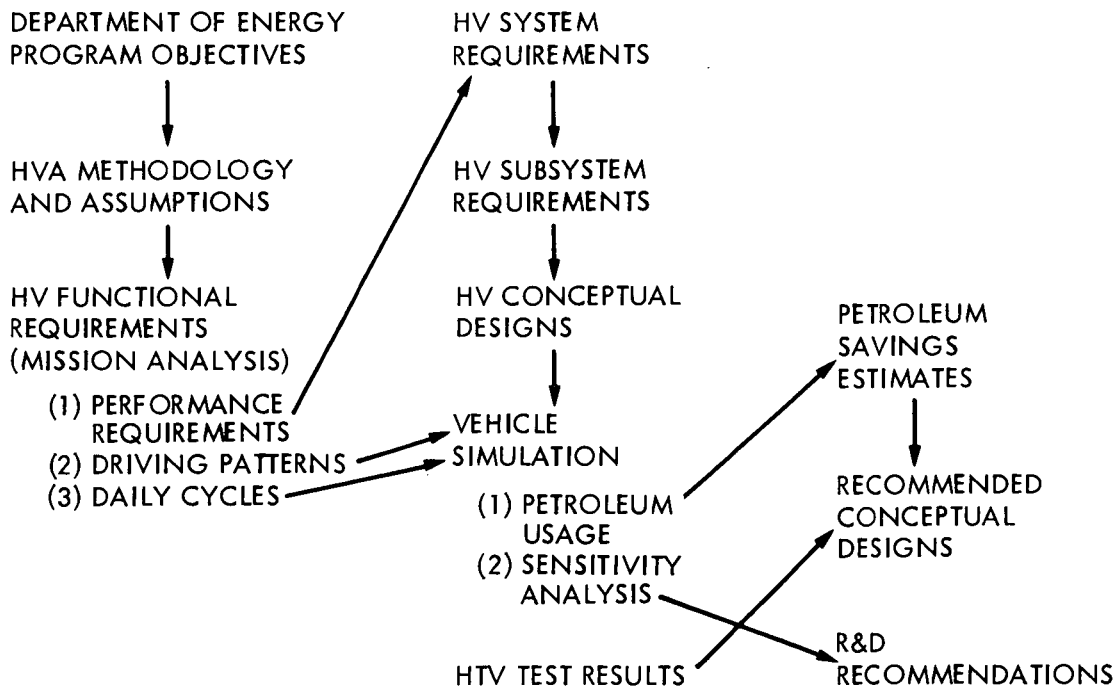 DEPARTMENT OF ENERGY
PROGRAM OBJECTIVES
HVA METHODOLOGY
AND ASSUMPTIONS
HV FUNCTIONAL
REQUIREMENTS
(MISSION ANALYSIS)
(1) PERFORMANCE
REQUIREMENTS
(2) DRIVING PATTERNS
(3) DAILY CYCLES
HV SYSTEM
REQUIREMENTS
HV SUBSYSTEM
REQUIREMENTS
HV CONCEPTUAL
DESIGNS
VEHICLE
SIMULATION
(1) PETROLEUM
USAGE
(2) SENSITIVITY
ANALYSIS
HTV TEST RESULTS
PETROLEUM
SAVINGS
ESTIMATES
RECOMMENDED
CONCEPTUAL
DESIGNS
R&D
RECOMMENDATIONS